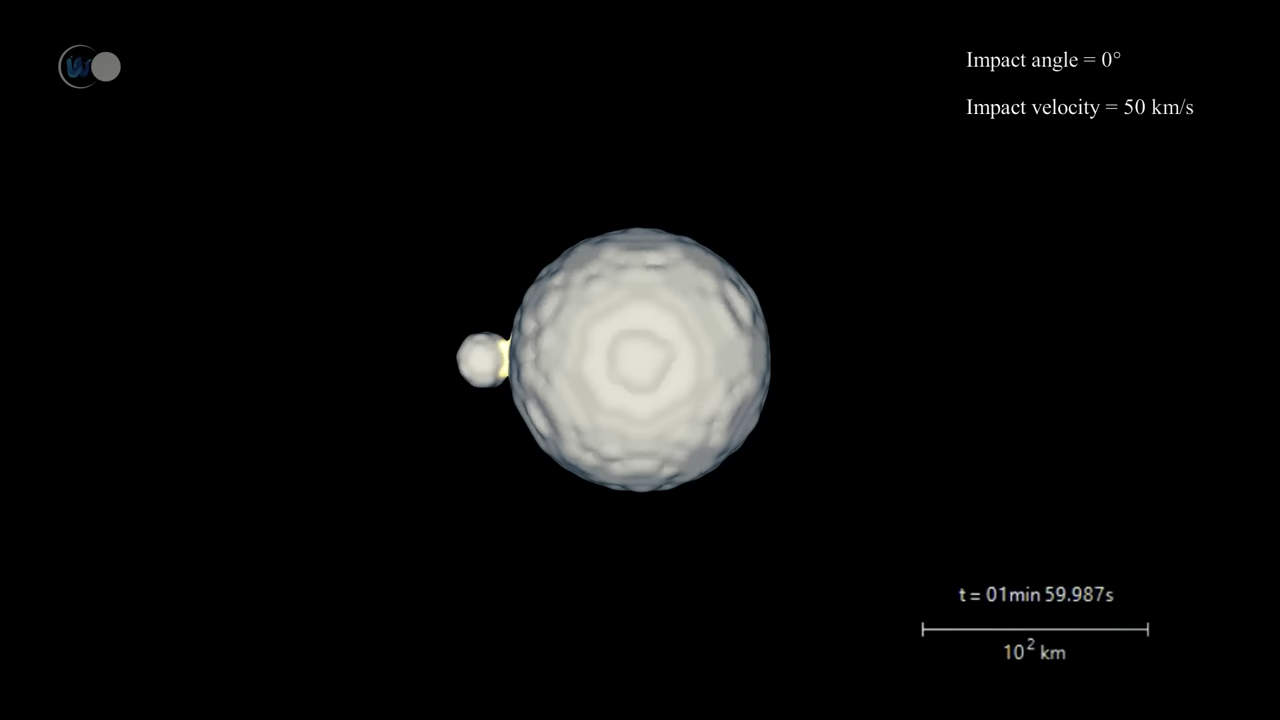 Impact angle = 0°
Impact velocity = 50 km/s
t = 01min 59.987s
10² km